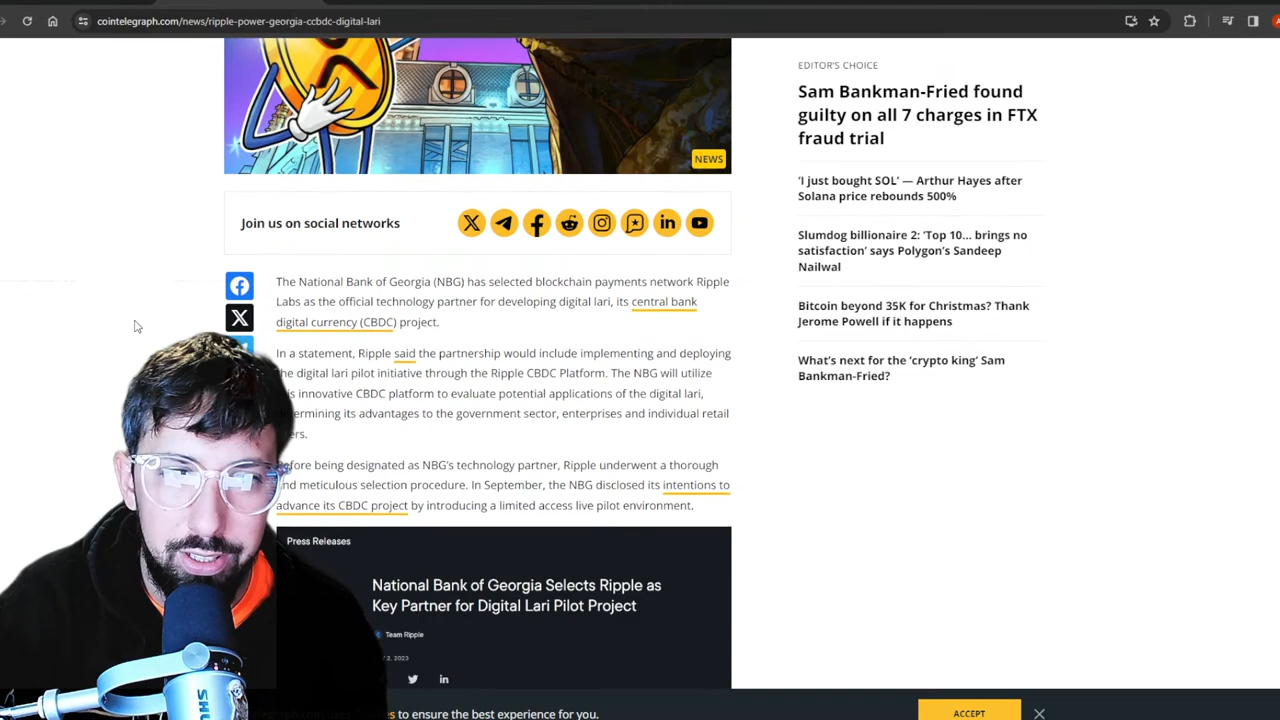 cointelegraph.com/news/ripple-power-georgia-ccbdc-digital-lari
NEWS
Join us on social networks
The National Bank of Georgia (NBG) has selected blockchain payments network Ripple
Labs as the official technology partner for developing digital lari, its central bank
digital currency (CBDC) project.
In a statement, Ripple said the partnership would include implementing and deploying
the digital lari pilot initiative through the Ripple CBDC Platform. The NBG will utilize
innovative CBDC platform to evaluate potential applications of the digital lari,
its advantages to the government sector, enterprises and individual retail
Before being designated as NBG's technology partner, Ripple underwent a thorough
and meticulous selection procedure. In September, the NBG disclosed its intentions to
advance its CBDC project by introducing a limited access live pilot environment.
Press Releases
National Bank of Georgia Selects Ripple as
Key Partner for Digital Lari Pilot Project
Team Ripple
2, 2023
EDITOR'S CHOICE
Sam Bankman-Fried found
guilty on all 7 charges in FTX
fraud trial
'I just bought SOL' — Arthur Hayes after
Solana price rebounds 500%
Slumdog billionaire 2: 'Top 10… brings no
satisfaction' says Polygon's Sandeep
Nailwal
Bitcoin beyond 35K for Christmas? Thank
Jerome Powell if it happens
What's next for the 'crypto king' Sam
Bankman-Fried?
to ensure the best experience for you.
ACCEPT